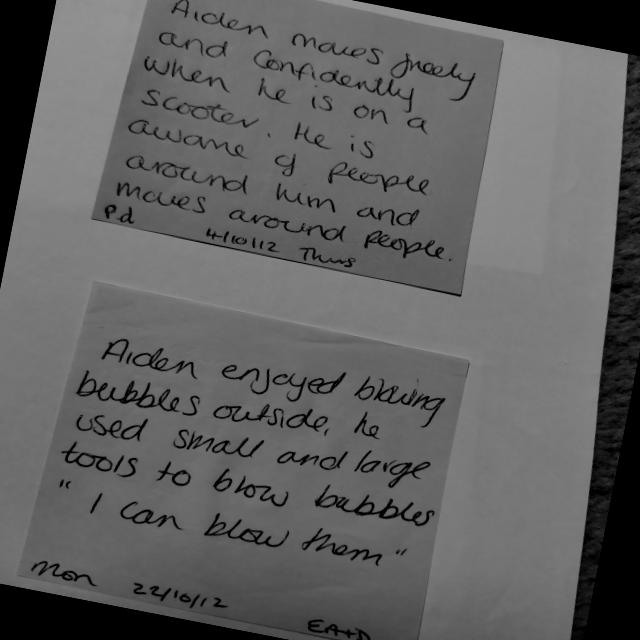 Aiden moves freely
and confidently
when he is on a
scooter. He is
aware of people
around him and
moves around people.
Pd
4/10/12 Thurs
Aiden enjoyed blowing
bubbles outside, he
used small and large
tools to blow bubbles
"I can blow them"
Mon 22/10/12
EA+D